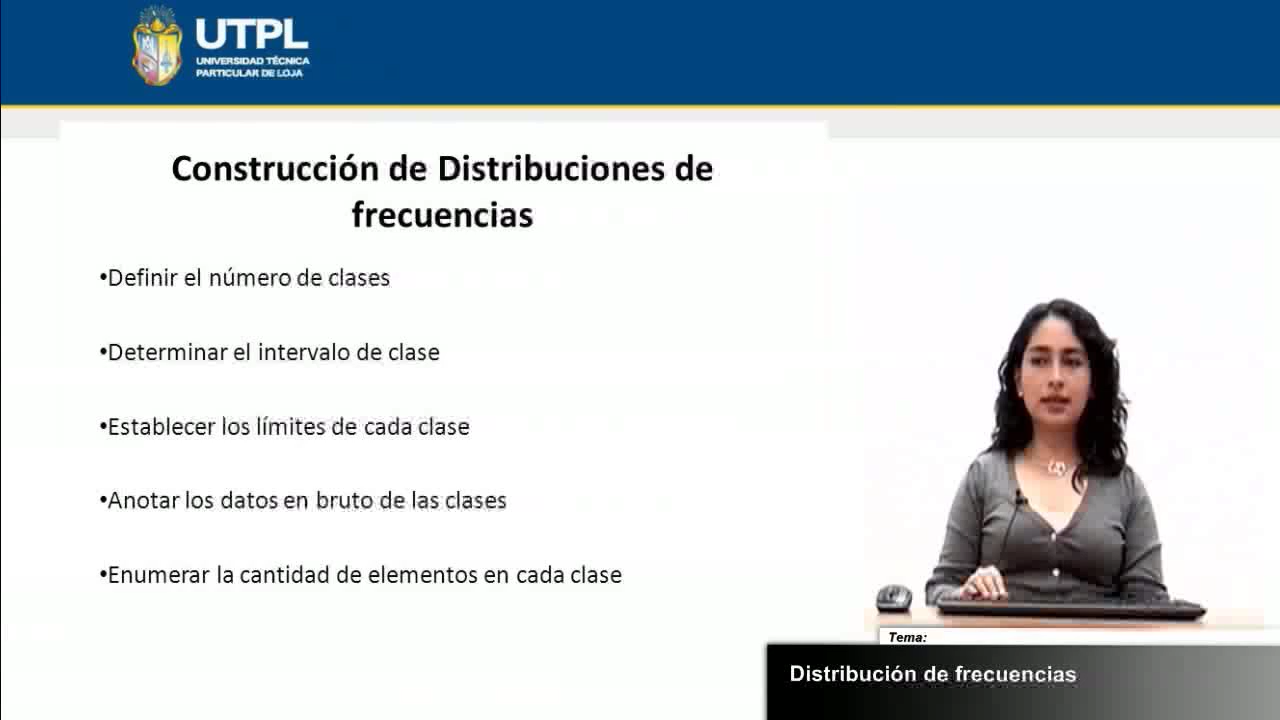 UTPL
UNIVERSIDAD TÉCNICA
PARTICULAR DE LOJA
Construcción de Distribuciones de
frecuencias
•Definir el número de clases
•Determinar el intervalo de clase
•Establecer los límites de cada clase
•Anotar los datos en bruto de las clases
•Enumerar la cantidad de elementos en cada clase
Tema:
Distribución de frecuencias